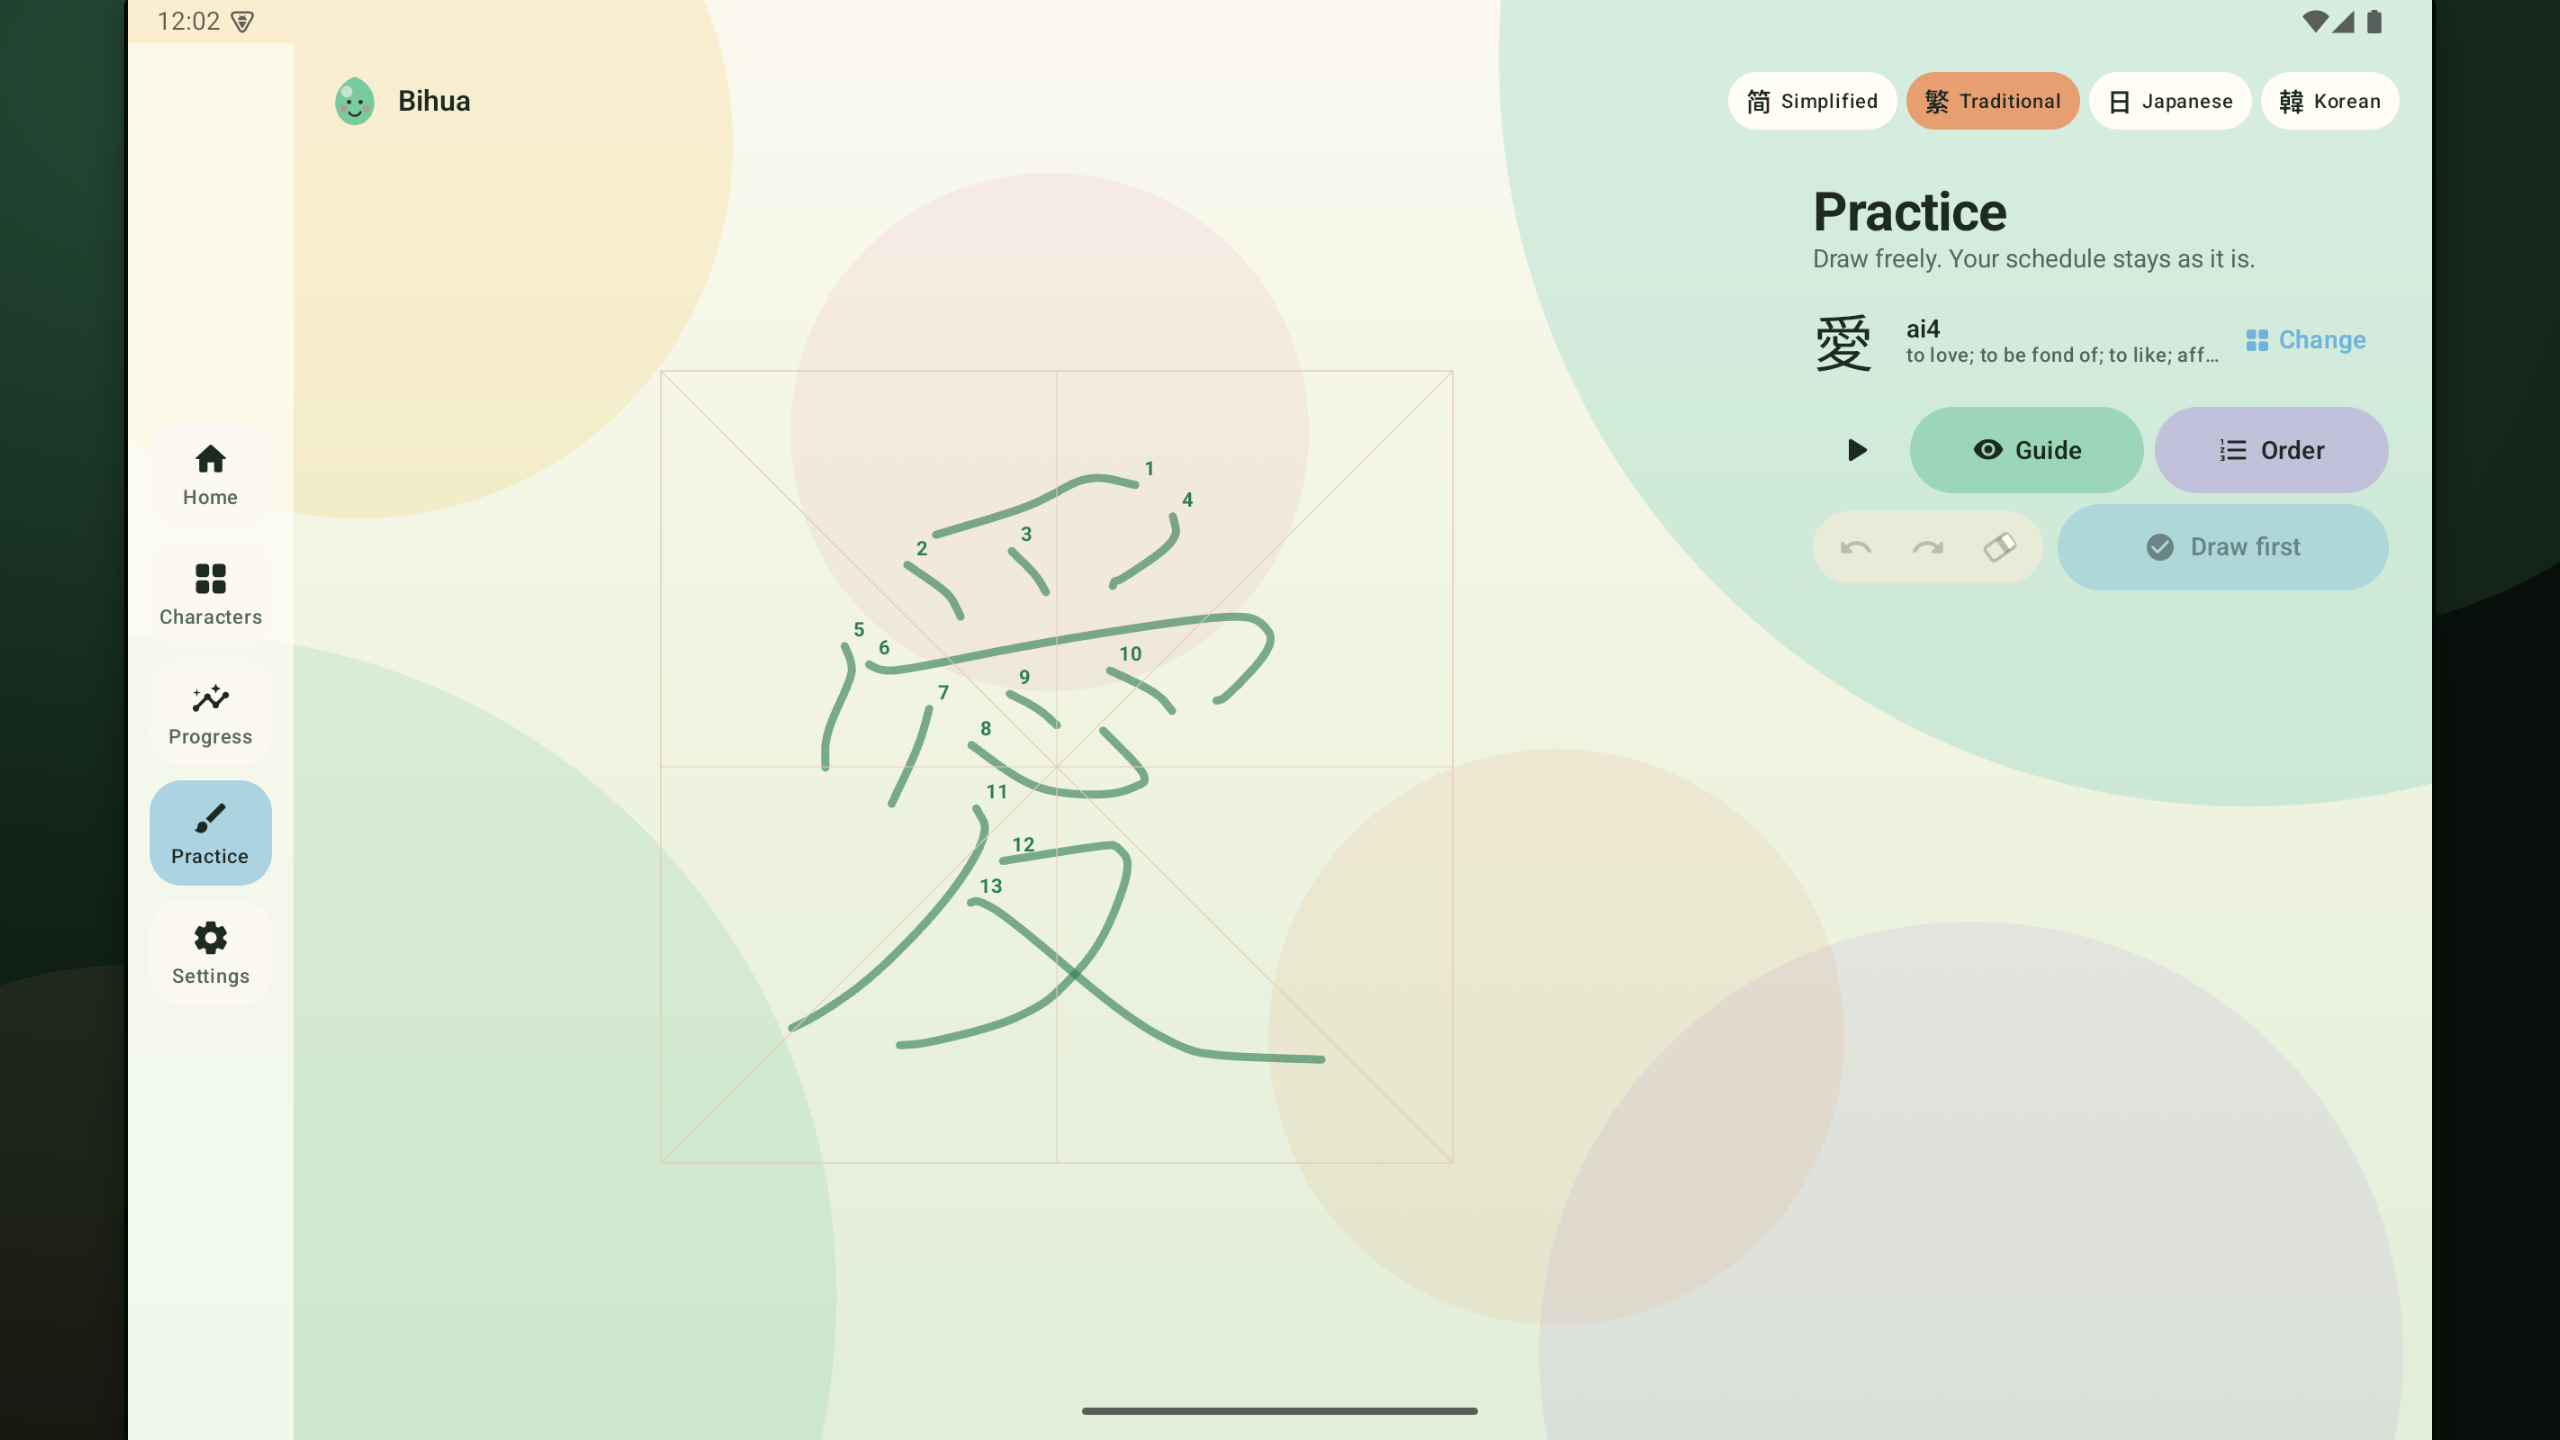 12:02
Bihua
简 Simplified
繁 Traditional
日 Japanese
韓 Korean
Home
Characters
Progress
Practice
Settings
1
4
3
2
5
6
10
9
7
8
11
12
13
Practice
Draw freely. Your schedule stays as it is.
愛
ai4
to love; to be fond of; to like; aff…
Change
Guide
Order
Draw first